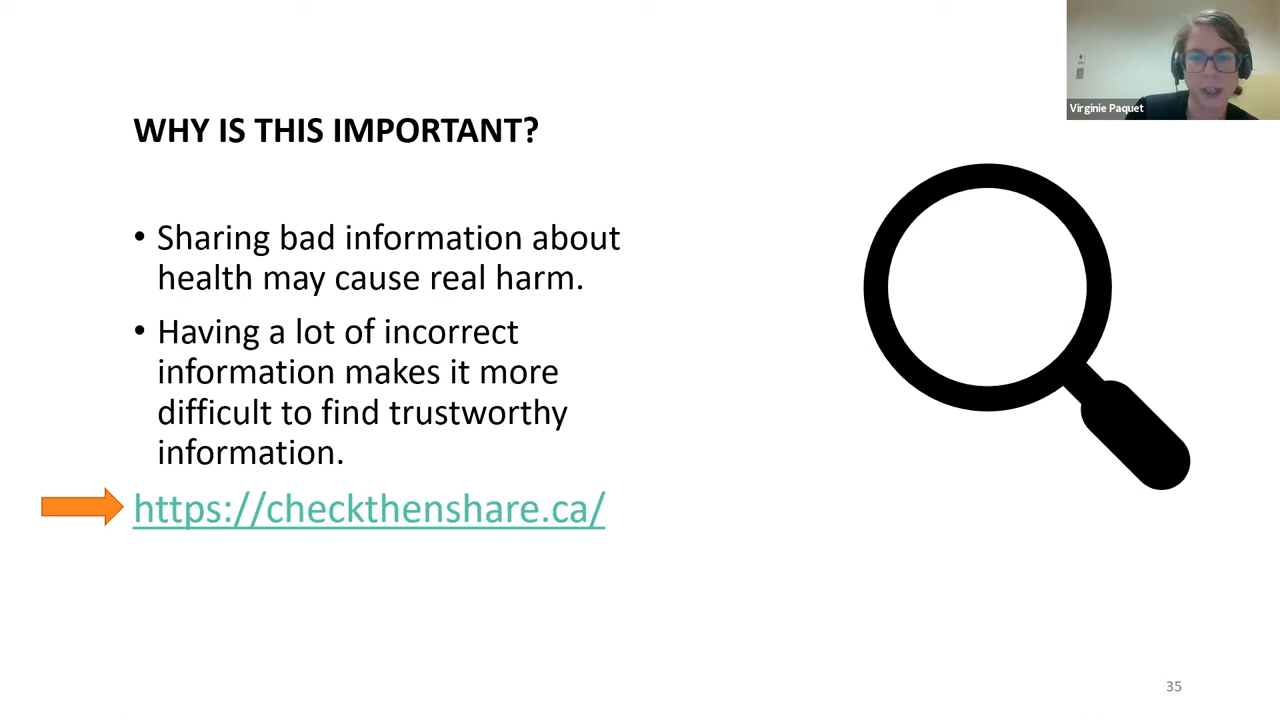 Virginie Paquet
WHY IS THIS IMPORTANT?
• Sharing bad information about
health may cause real harm.
• Having a lot of incorrect
information makes it more
difficult to find trustworthy
information.
https://checkthenshare.ca/
35